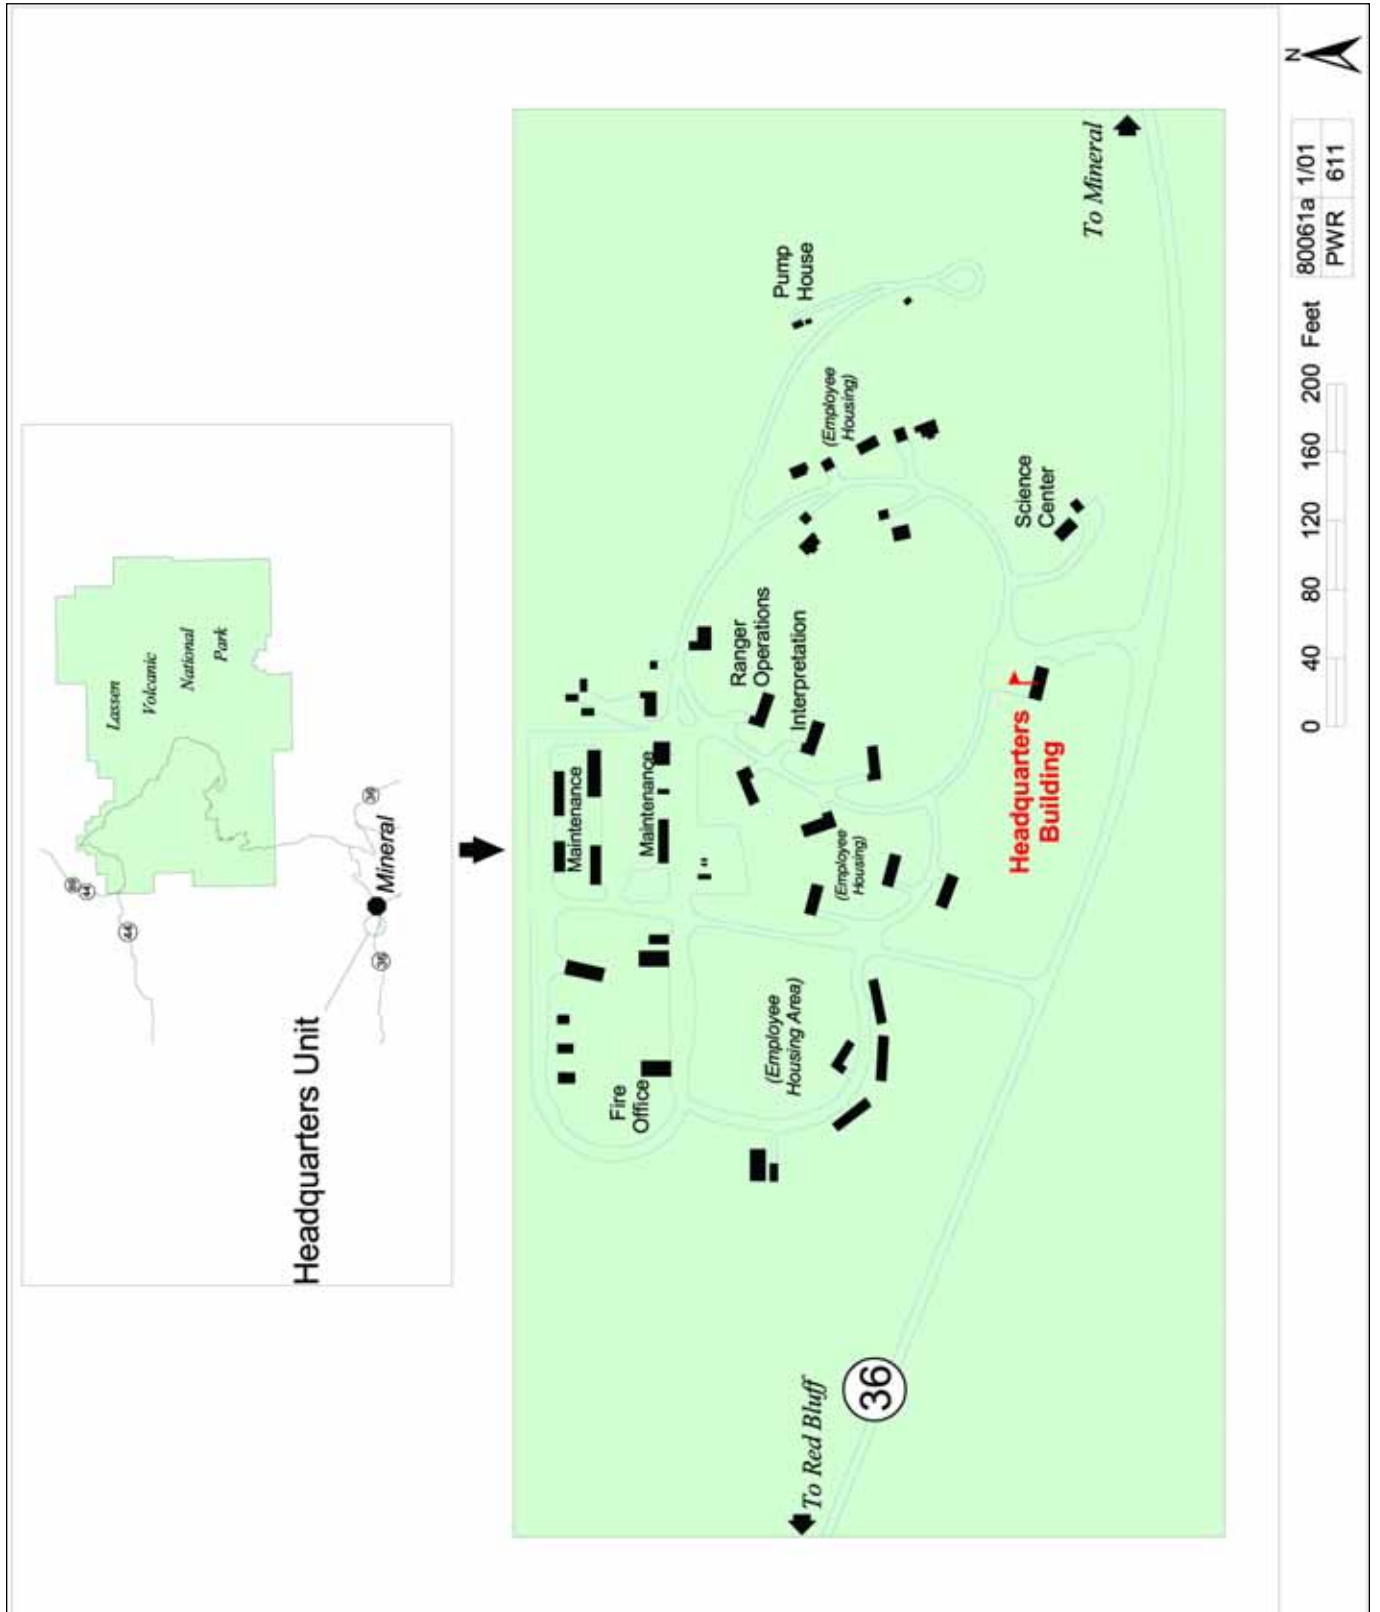 Lassen
Volcanic
National
Park
89
44
44
36
36
Mineral
Headquarters Unit
Maintenance
Maintenance
Fire
Office
Ranger
Operations
Interpretation
Pump
House
(Employee
Housing)
(Employee
Housing)
(Employee
Housing Area)
Science
Center
Headquarters
Building
To Mineral
To Red Bluff
36
0 40 80 120 160 200 Feet
80061a 1/01
PWR 611
N